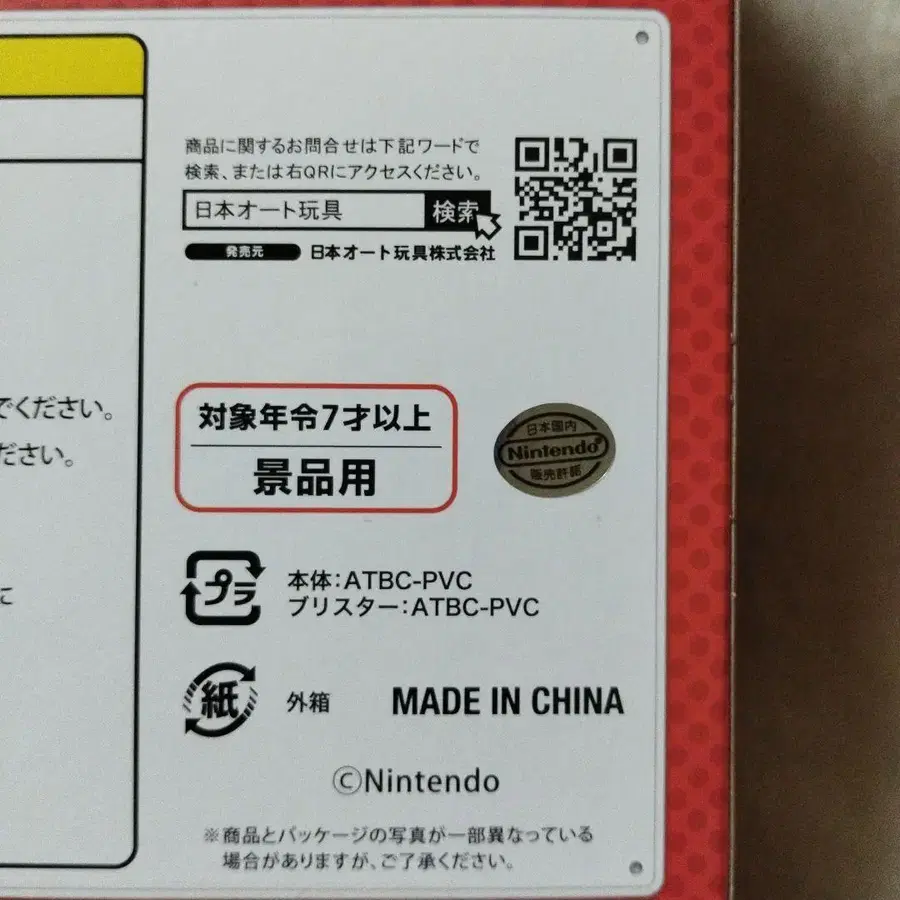 商品に関するお問合せは下記ワードで
検索、または右QRにアクセスください。
日本オート玩具 検索
発売元 日本オート玩具株式会社
でください。
ださい。
対象年令7才以上
景品用
日本国内
Nintendo®
販売許諾
に
プラ
本体:ATBC-PVC
ブリスター:ATBC-PVC
紙 外箱 MADE IN CHINA
©Nintendo
※商品とパッケージの写真が一部異なっている
場合がありますが、ご了承ください。